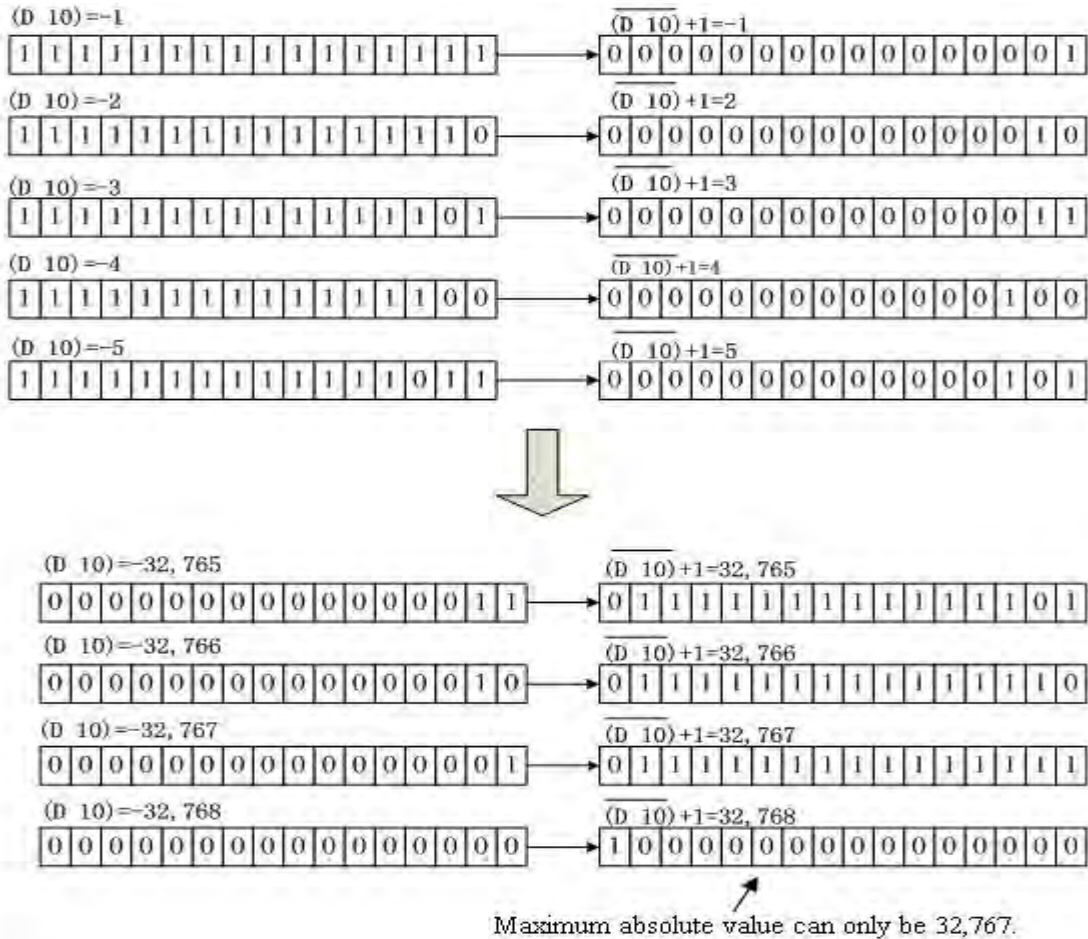 (D 10)=-1
(D 10)+1=-1
1 1 1 1 1 1 1 1 1 1 1 1 1 1 1 1
0 0 0 0 0 0 0 0 0 0 0 0 0 0 0 1
(D 10)=-2
(D 10)+1=2
1 1 1 1 1 1 1 1 1 1 1 1 1 1 1 0
0 0 0 0 0 0 0 0 0 0 0 0 0 0 1 0
(D 10)=-3
(D 10)+1=3
1 1 1 1 1 1 1 1 1 1 1 1 1 1 0 1
0 0 0 0 0 0 0 0 0 0 0 0 0 0 1 1
(D 10)=-4
(D 10)+1=4
1 1 1 1 1 1 1 1 1 1 1 1 1 1 0 0
0 0 0 0 0 0 0 0 0 0 0 0 0 1 0 0
(D 10)=-5
(D 10)+1=5
1 1 1 1 1 1 1 1 1 1 1 1 1 0 1 1
0 0 0 0 0 0 0 0 0 0 0 0 0 1 0 1
(D 10)=-32, 765
(D 10)+1=32, 765
0 0 0 0 0 0 0 0 0 0 0 0 0 0 1 1
0 1 1 1 1 1 1 1 1 1 1 1 1 1 0 1
(D 10)=-32, 766
(D 10)+1=32, 766
0 0 0 0 0 0 0 0 0 0 0 0 0 0 1 0
0 1 1 1 1 1 1 1 1 1 1 1 1 1 1 0
(D 10)=-32, 767
(D 10)+1=32, 767
0 0 0 0 0 0 0 0 0 0 0 0 0 0 0 1
0 1 1 1 1 1 1 1 1 1 1 1 1 1 1 1
(D 10)=-32, 768
(D 10)+1=32, 768
0 0 0 0 0 0 0 0 0 0 0 0 0 0 0 0
1 0 0 0 0 0 0 0 0 0 0 0 0 0 0 0
Maximum absolute value can only be 32,767.